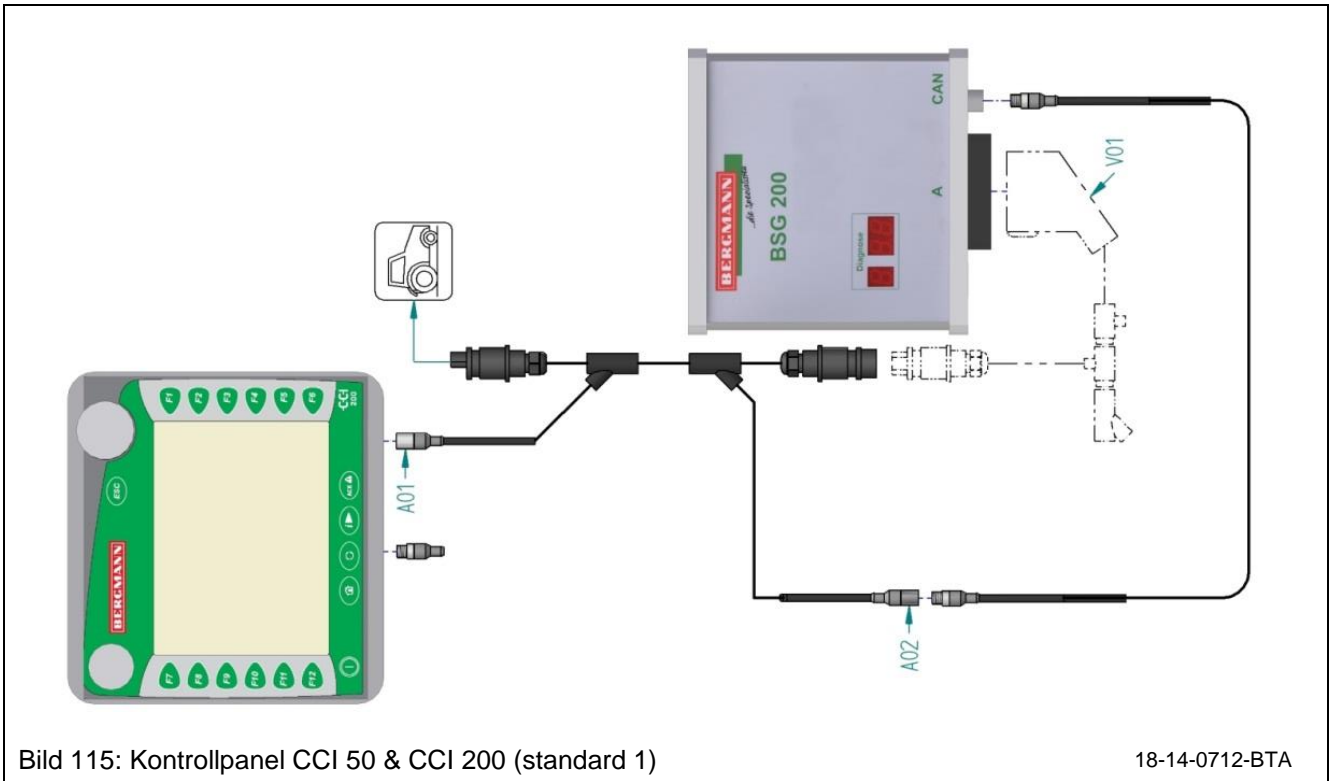 CAN
A
V01
BERGMANN
BSG 200
Diagnose
F1
F2
F3
F4
F5
F6
CCI
200
ESC
ACK
i
BERGMANN
F7
F8
F9
F10
F11
F12
A01
A02
Bild 115: Kontrollpanel CCI 50 & CCI 200 (standard 1)
18-14-0712-BTA